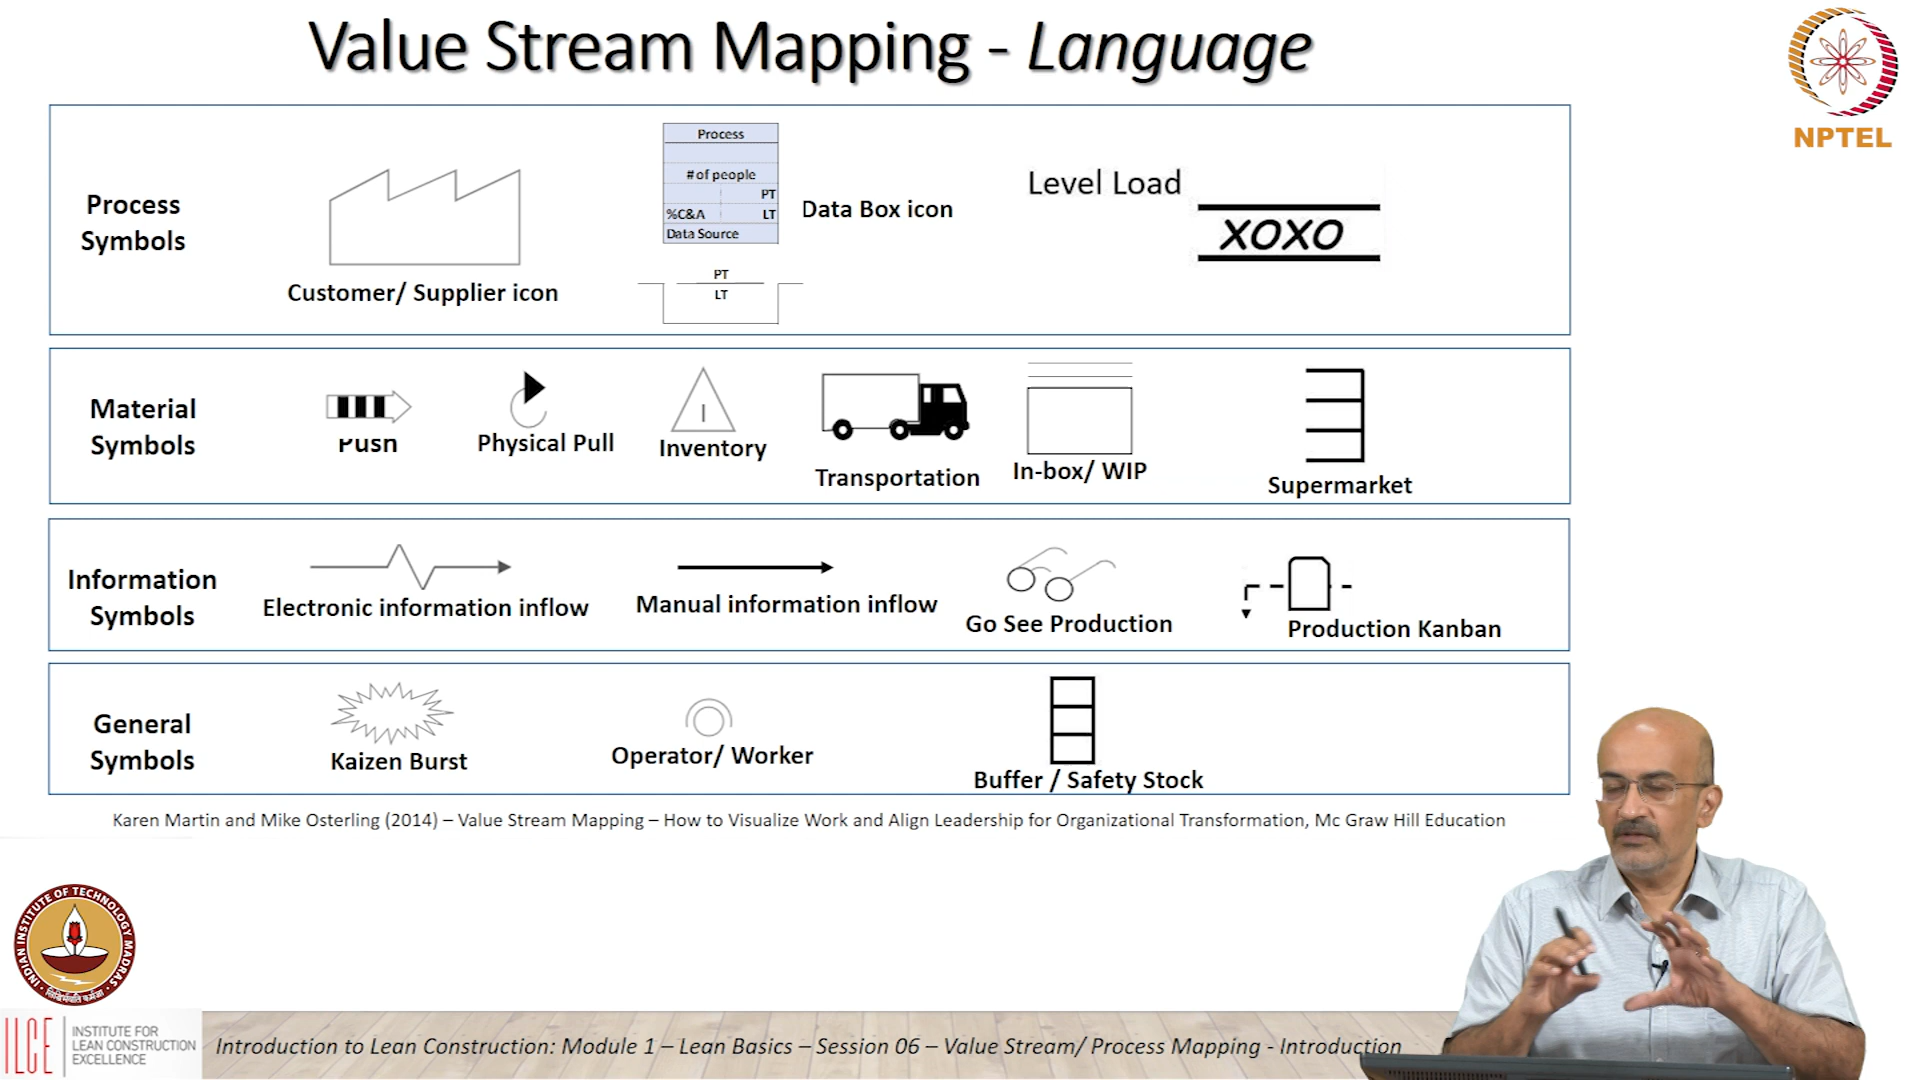 Value Stream Mapping - Language
NPTEL
Process
Symbols
Customer/ Supplier icon
Process
# of people
PT
%C&A LT
Data Source
PT
LT
Data Box icon
Level Load
XOXO
Material
Symbols
Push
Physical Pull
I
Inventory
Transportation
In-box/ WIP
Supermarket
Information
Symbols
Electronic information inflow
Manual information inflow
Go See Production
Production Kanban
General
Symbols
Kaizen Burst
Operator/ Worker
Buffer / Safety Stock
Karen Martin and Mike Osterling (2014) – Value Stream Mapping – How to Visualize Work and Align Leadership for Organizational Transformation, Mc Graw Hill Education
INDIAN INSTITUTE OF TECHNOLOGY MADRAS
सिद्धिर्भवति कर्मजा
ILCE
INSTITUTE FOR
LEAN CONSTRUCTION
EXCELLENCE
Introduction to Lean Construction: Module 1 – Lean Basics – Session 06 – Value Stream/ Process Mapping - Introduction